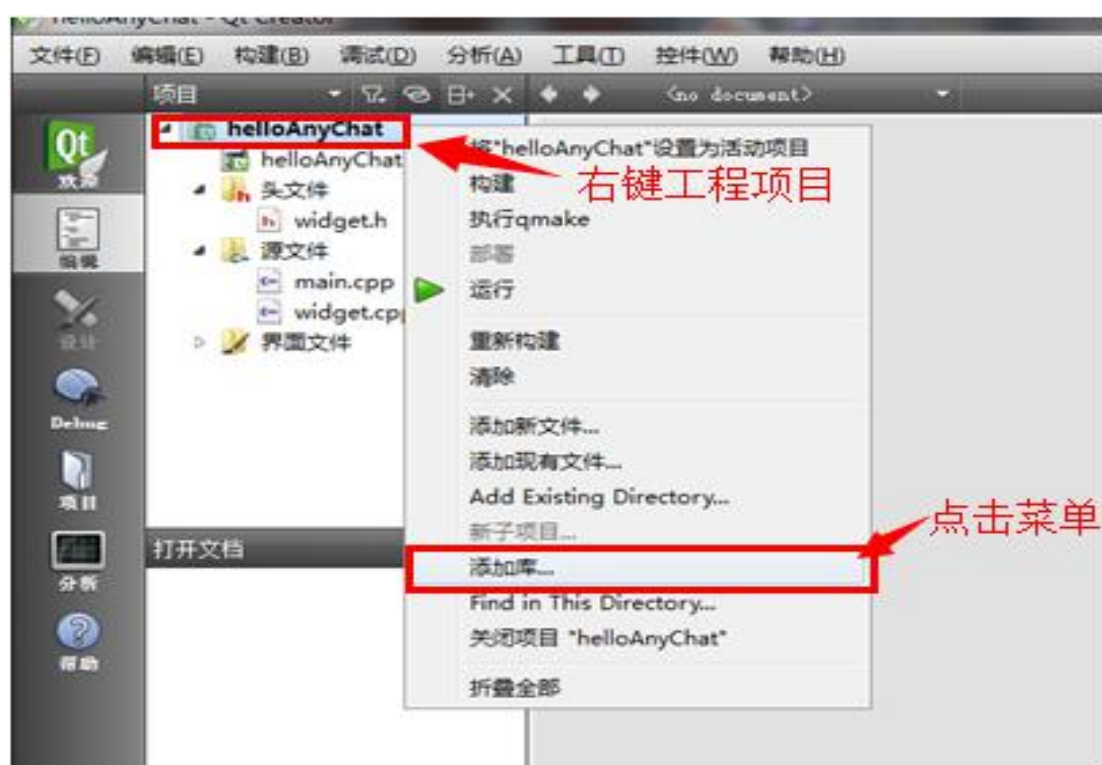 helloAnyChat - Qt Creator
文件(F) 编辑(E) 构建(B) 调试(D) 分析(A) 工具(T) 控件(W) 帮助(H)
项目
<no document>
helloAnyChat
helloAnyChat
头文件
widget.h
源文件
main.cpp
widget.cpp
界面文件
Qt
欢迎
编辑
设计
Debug
项目
分析
帮助
打开文档
将"helloAnyChat"设置为活动项目
构建
右键工程项目
执行qmake
部署
运行
重新构建
清除
添加新文件...
添加现有文件...
Add Existing Directory...
新子项目...
点击菜单
添加库...
Find in This Directory...
关闭项目 "helloAnyChat"
折叠全部